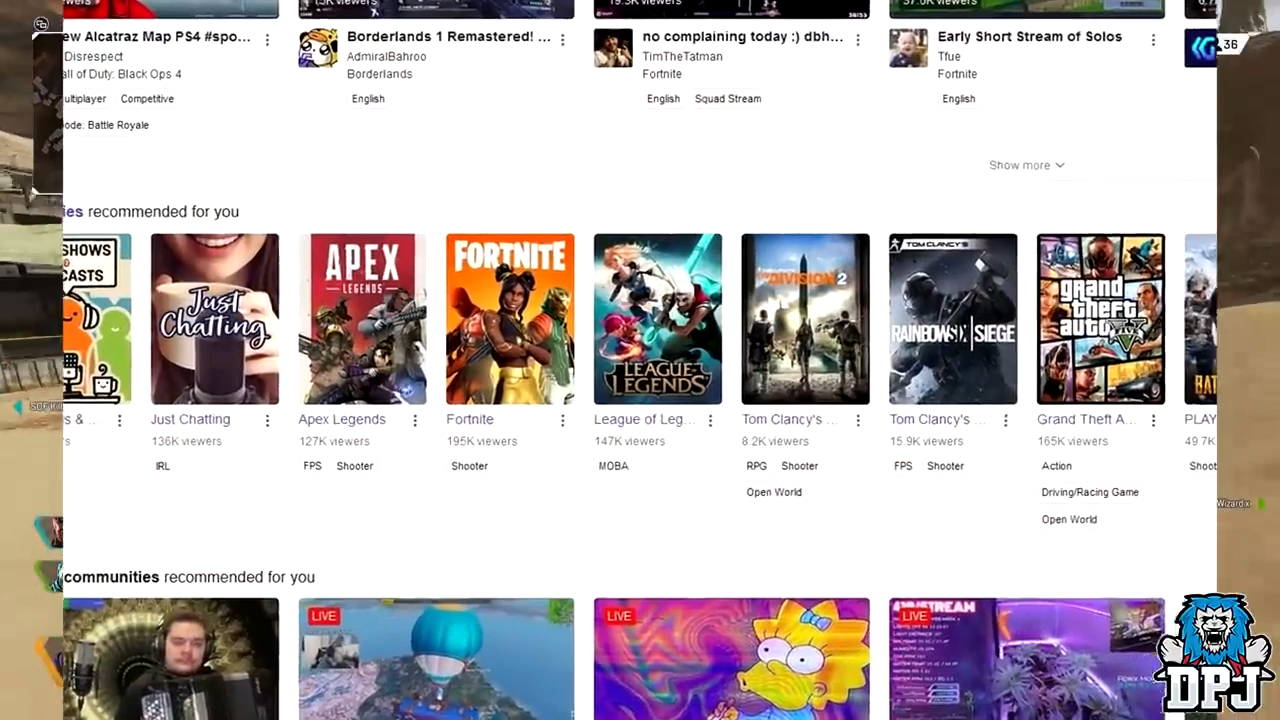 ew Alcatraz Map PS4 #spo...
Disrespect
all of Duty: Black Ops 4
ultiplayer Competitive
ode: Battle Royale
Borderlands 1 Remastered! ...
AdmiralBahroo
Borderlands
English
no complaining today :) dbh...
TimTheTatman
Fortnite
English Squad Stream
Early Short Stream of Solos
Tfue
Fortnite
English
36
Show more
ies recommended for you
SHOWS
CASTS
Just Chatting
APEX
LEGENDS
FORTNITE
LEAGUE of LEGENDS
DIVISION 2
TOM CLANCY'S
RAINBOW SIX SIEGE
grand theft auto V
BAT
s & ...
Just Chatting
136K viewers
IRL
Apex Legends
127K viewers
FPS Shooter
Fortnite
195K viewers
Shooter
League of Leg...
147K viewers
MOBA
Tom Clancy's ...
8.2K viewers
RPG Shooter
Open World
Tom Clancy's ...
15.9K viewers
FPS Shooter
Grand Theft A...
165K viewers
Action
Driving/Racing Game
Open World
PLAY
49.7K
Shoot
Wizardx
communities recommended for you
LIVE
LIVE
LIVE
STREAM
DPJ